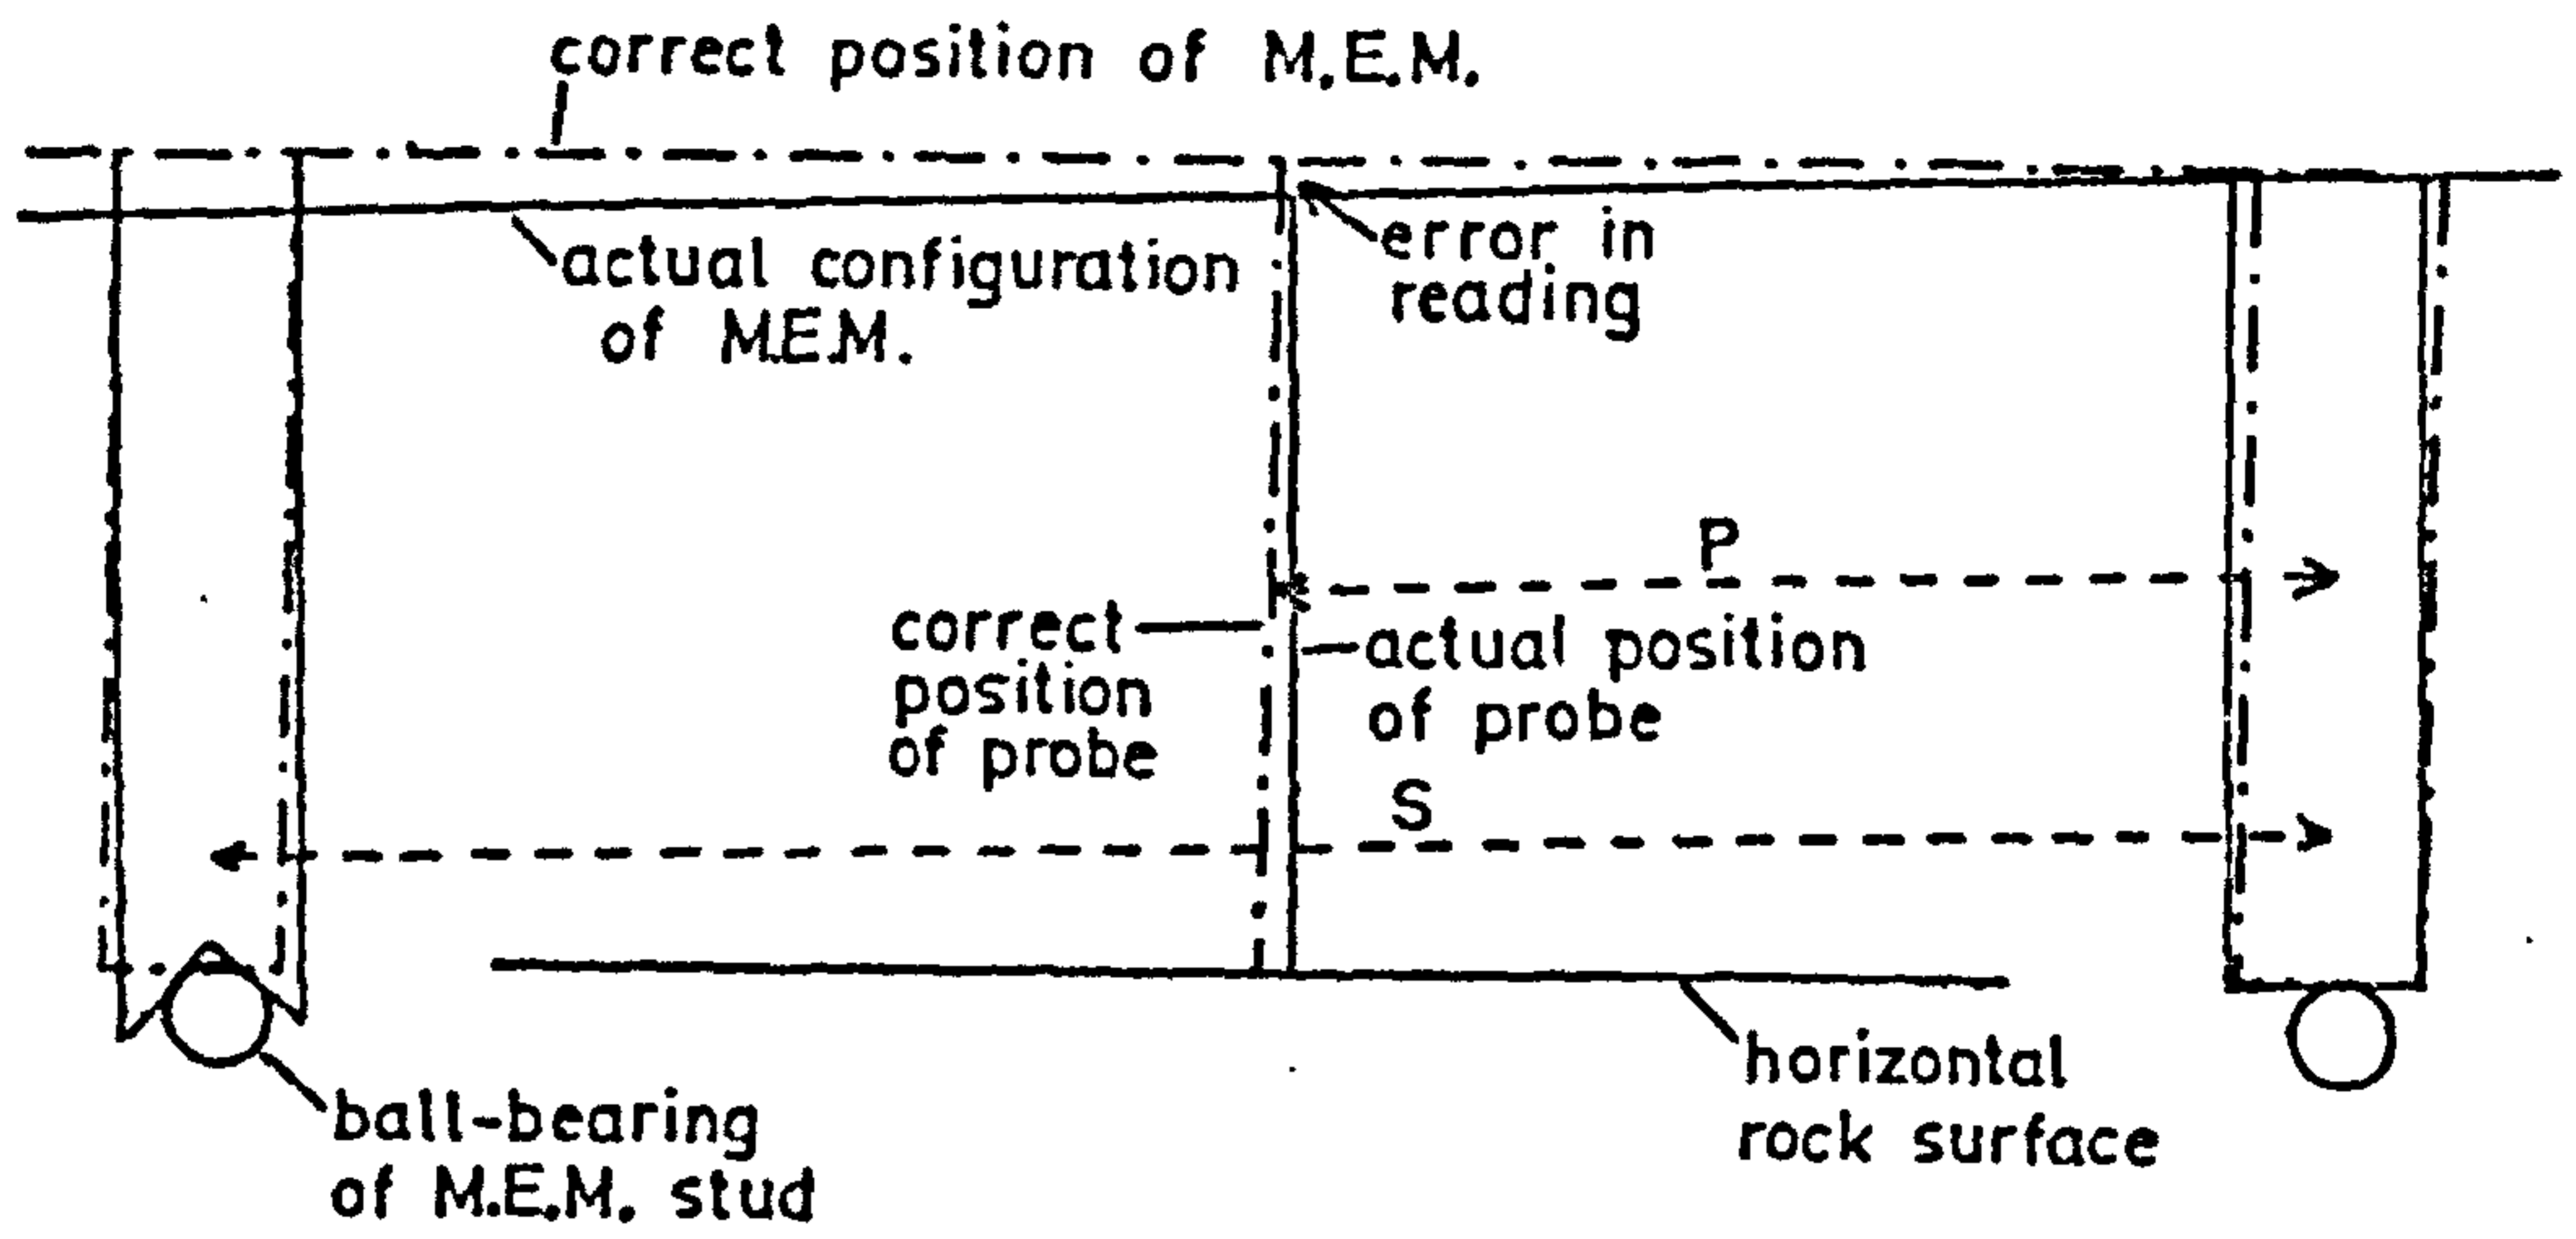 correct position of M.E.M.
actual configuration
of M.E.M.
error in
reading
P
correct
position
of probe
actual position
of probe
S
horizontal
rock surface
ball-bearing
of M.E.M. stud